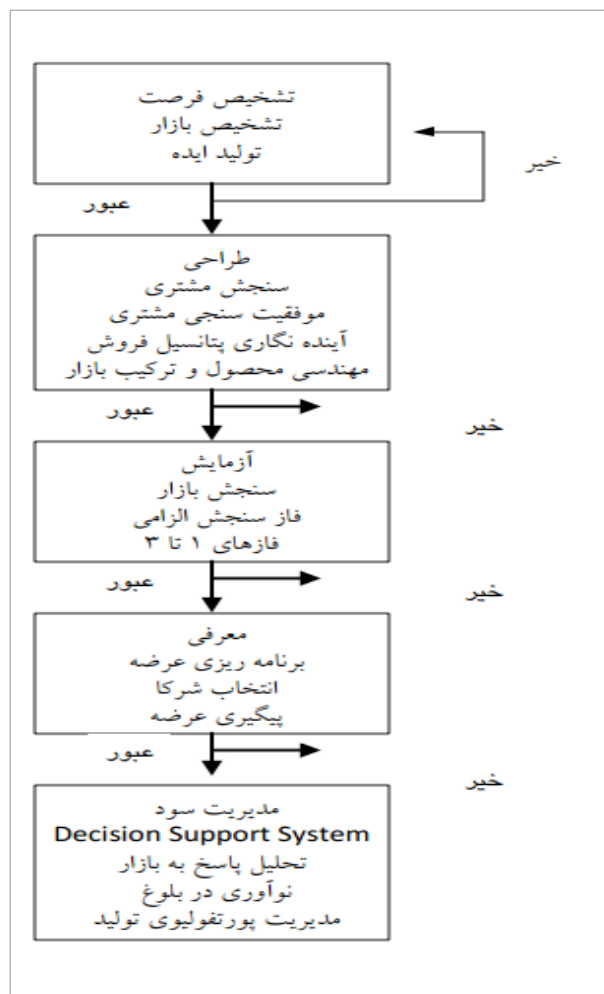 تشخیص فرصت
تشخیص بازار
تولید ایده
خیر
عبور
طراحی
سنجش مشتری
موفقیت سنجی مشتری
آینده نگاری پتانسیل فروش
مهندسی محصول و ترکیب بازار
عبور
خیر
آزمایش
سنجش بازار
فاز سنجش الزامی
فازهای ۱ تا ۳
عبور
خیر
معرفی
برنامه ریزی عرضه
انتخاب شرکا
پیگیری عرضه
عبور
خیر
مدیریت سود
Decision Support System
تحلیل پاسخ به بازار
نوآوری در بلوغ
مدیریت پورتفولیوی تولید